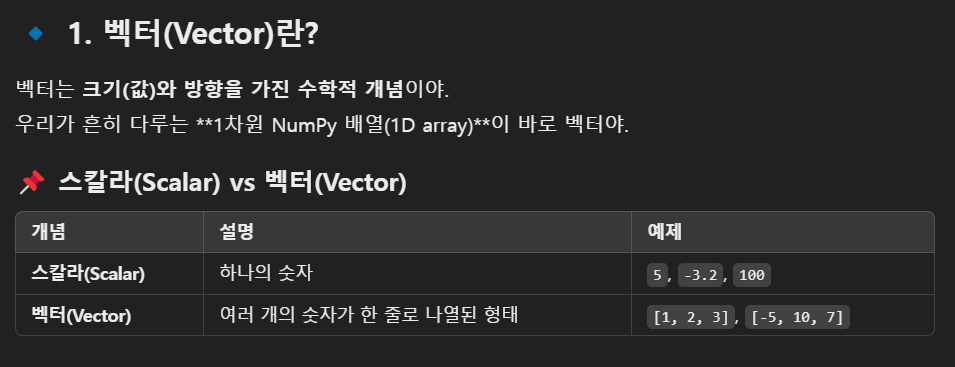 1. 벡터(Vector)란?
벡터는 크기(값)와 방향을 가진 수학적 개념이야.
우리가 흔히 다루는 **1차원 NumPy 배열(1D array)**이 바로 벡터야.
스칼라(Scalar) vs 벡터(Vector)
개념 설명 예제
스칼라(Scalar) 하나의 숫자 5, -3.2, 100
벡터(Vector) 여러 개의 숫자가 한 줄로 나열된 형태 [1, 2, 3], [-5, 10, 7]